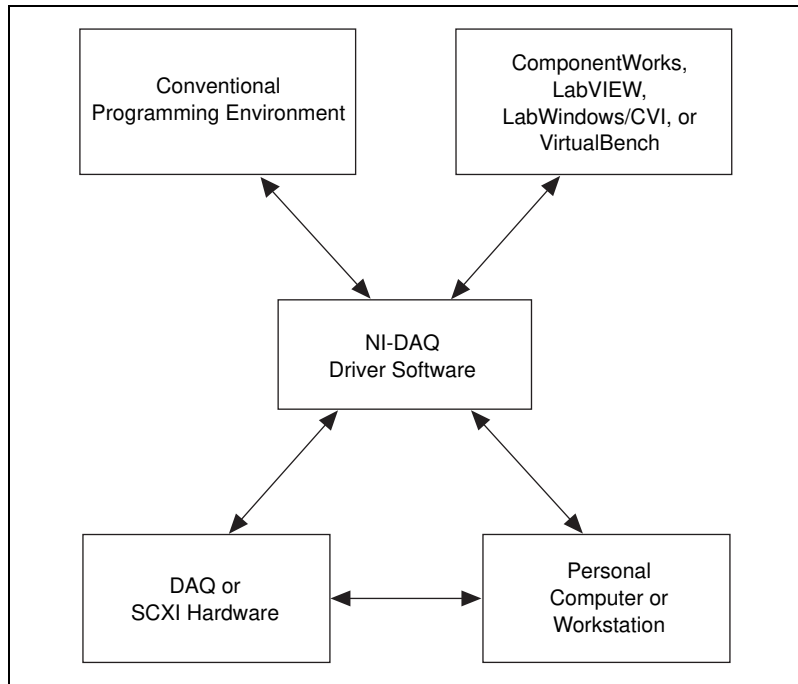 Conventional
Programming Environment
ComponentWorks,
LabVIEW,
LabWindows/CVI, or
VirtualBench
NI-DAQ
Driver Software
DAQ or
SCXI Hardware
Personal
Computer or
Workstation